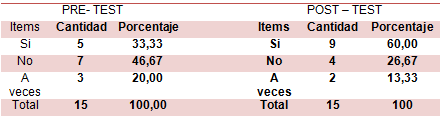 PRE- TEST POST – TEST
Items Cantidad Porcentaje Items Cantidad Porcentaje
Si 5 33,33 Si 9 60,00
No 7 46,67 No 4 26,67
A 3 20,00 A 2 13,33
veces veces
Total 15 100,00 Total 15 100